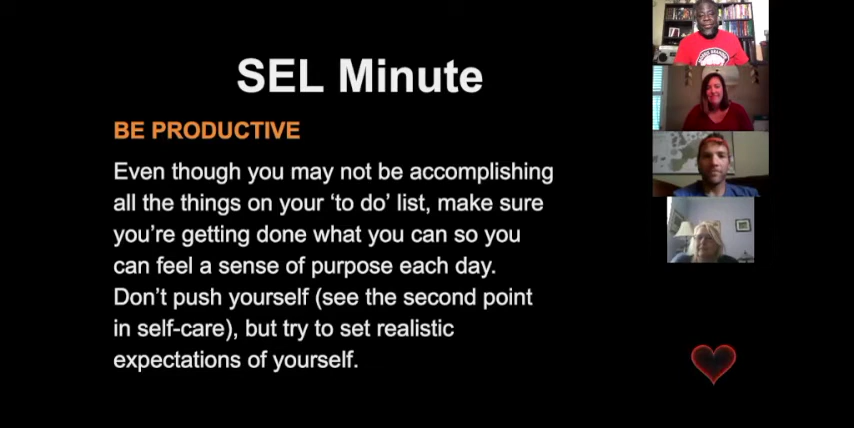 SEL Minute
BE PRODUCTIVE
Even though you may not be accomplishing
all the things on your ‘to do’ list, make sure
you’re getting done what you can so you
can feel a sense of purpose each day.
Don’t push yourself (see the second point
in self-care), but try to set realistic
expectations of yourself.